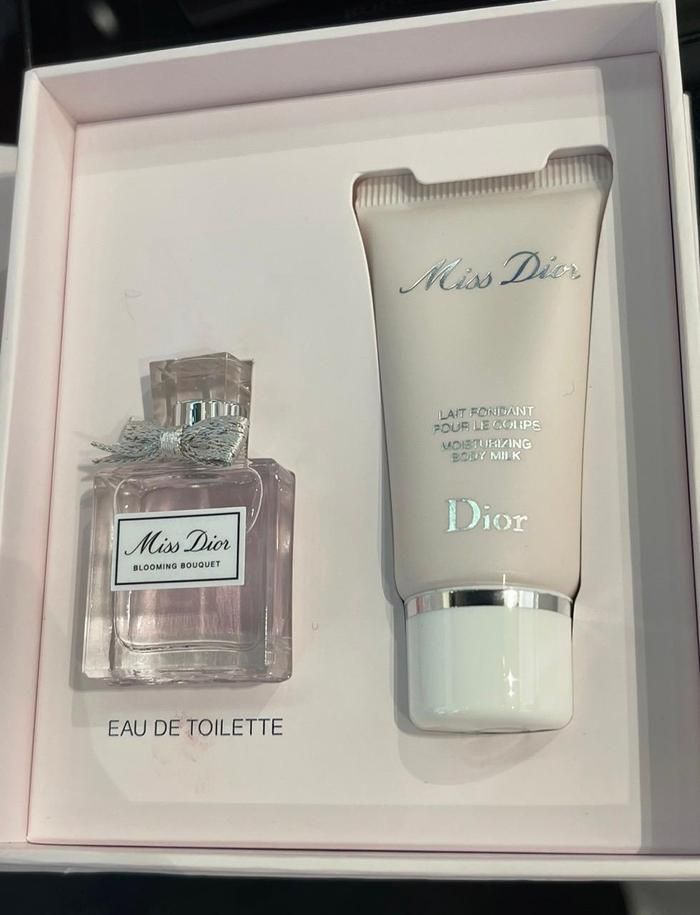 Miss Dior
BLOOMING BOUQUET
EAU DE TOILETTE
Miss Dior
LAIT FONDANT
POUR LE CORPS
MOISTURIZING
BODY MILK
Dior